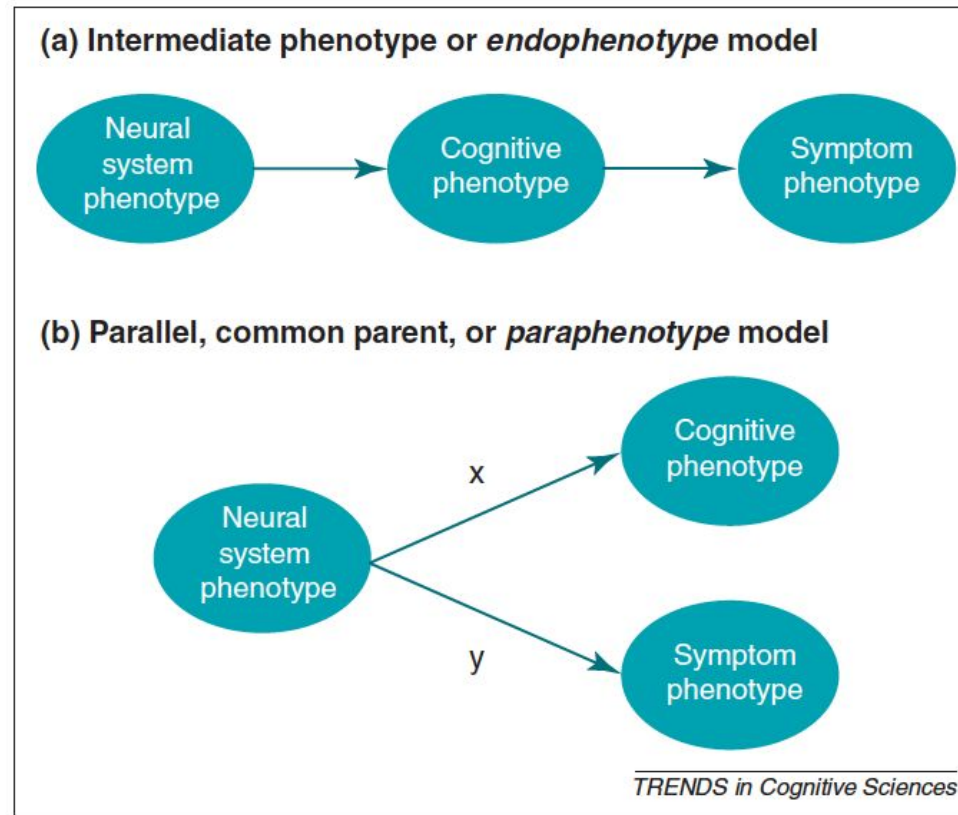 (a) Intermediate phenotype or endophenotype model
Neural
system
phenotype
Cognitive
phenotype
Symptom
phenotype
(b) Parallel, common parent, or paraphenotype model
Cognitive
phenotype
x
Neural
system
phenotype
y
Symptom
phenotype
TRENDS in Cognitive Sciences